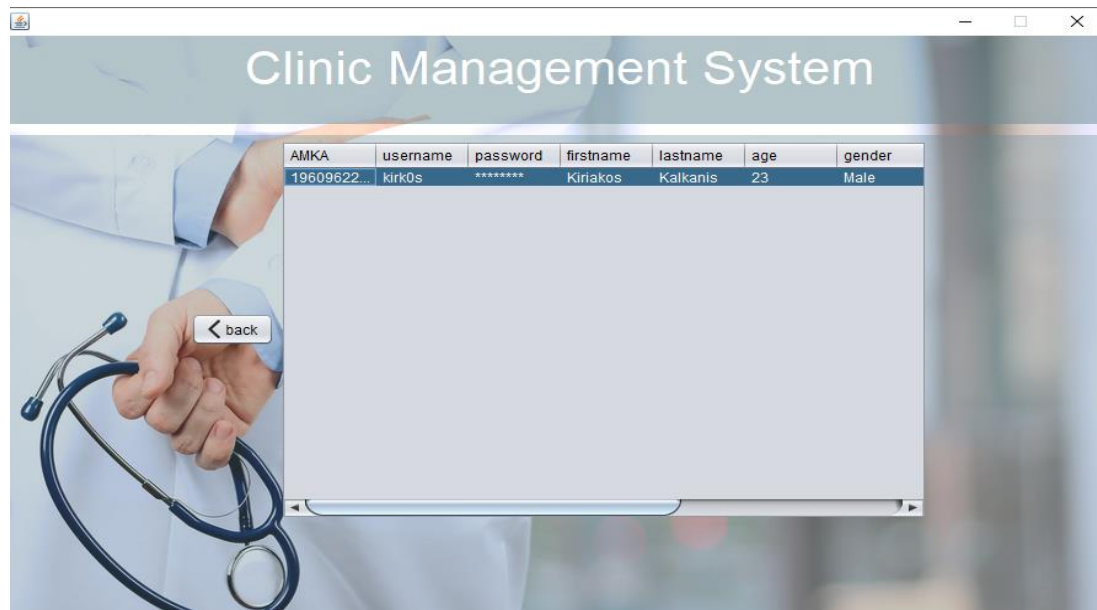 Clinic Management System
AMKA username password firstname lastname age gender
19609622... kirk0s ******** Kiriakos Kalkanis 23 Male
back